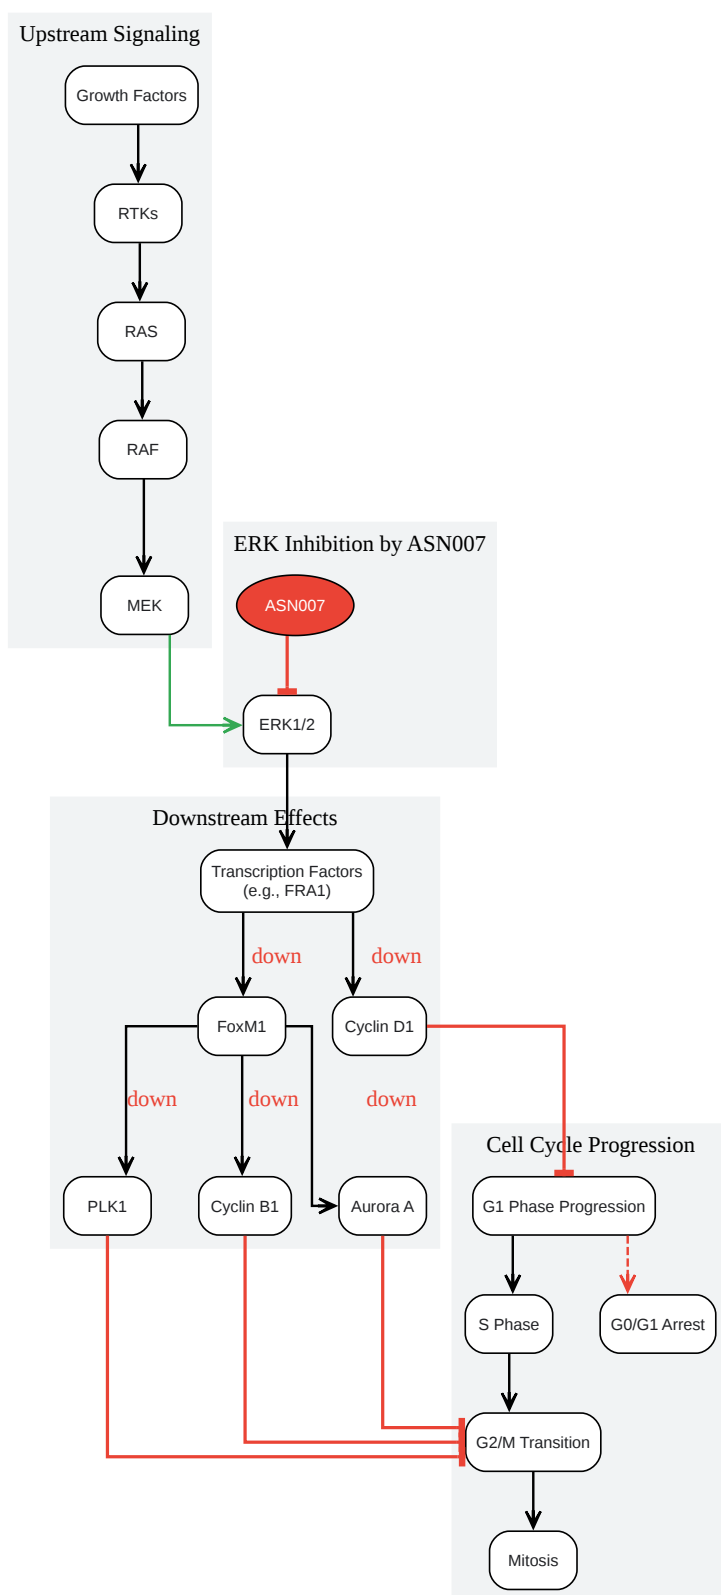 Upstream Signaling
Growth Factors
RTKs
RAS
RAF
MEK
ERK Inhibition by ASN007
ASN007
ERK1/2
Downstream Effects
Transcription Factors
(e.g., FRA1)
down
down
FoxM1
Cyclin D1
down
down
down
PLK1
Cyclin B1
Aurora A
Cell Cycle Progression
G1 Phase Progression
S Phase
G0/G1 Arrest
G2/M Transition
Mitosis